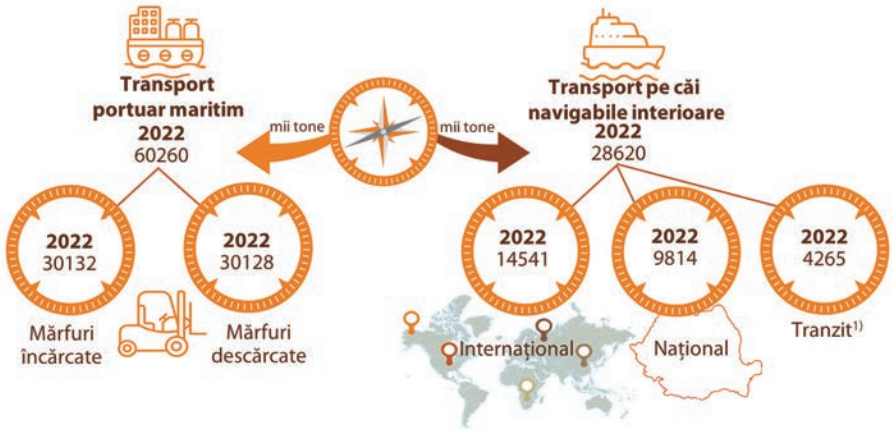 Transport
portuar maritim
2022
60260
mii tone
mii tone
Transport pe căi
navigabile interioare
2022
28620
2022
30132
Mărfuri
încărcate
2022
30128
Mărfuri
descărcate
2022
14541
Internațional
2022
9814
Național
2022
4265
Tranzit¹⁾